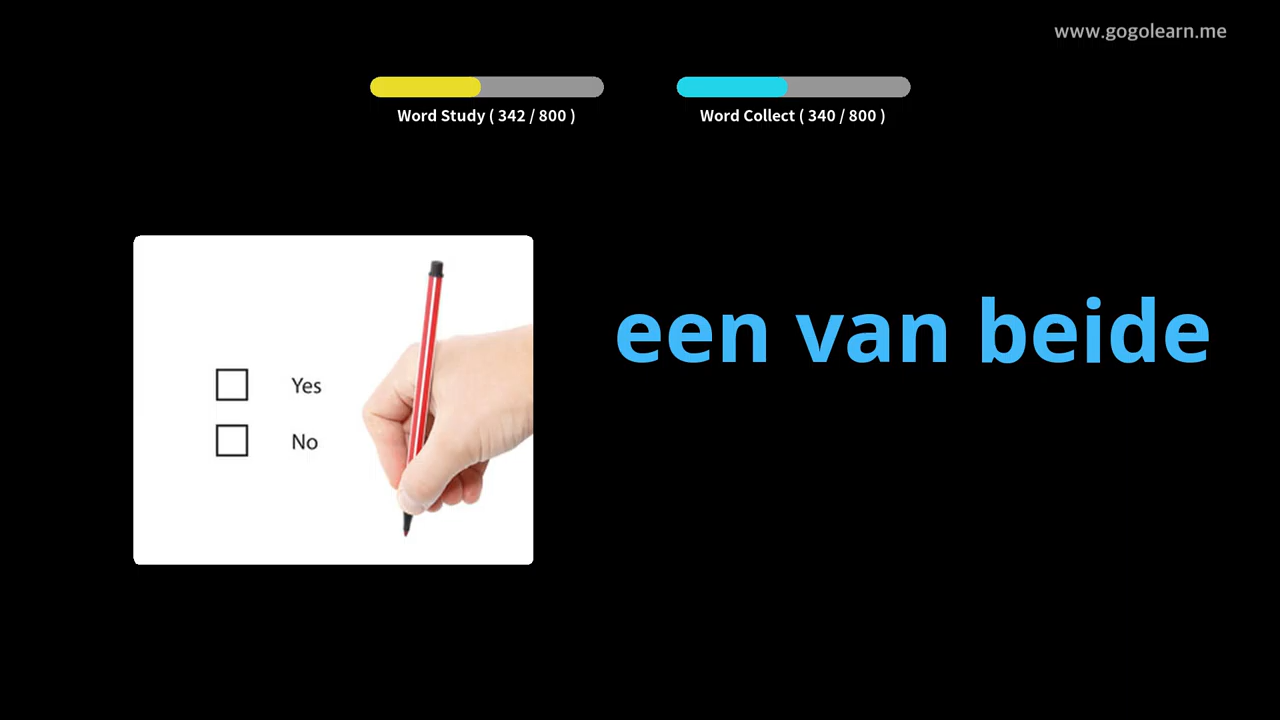 www.gogolearn.me
Word Study ( 342 / 800 )
Word Collect ( 340 / 800 )
een van beide
Yes
No